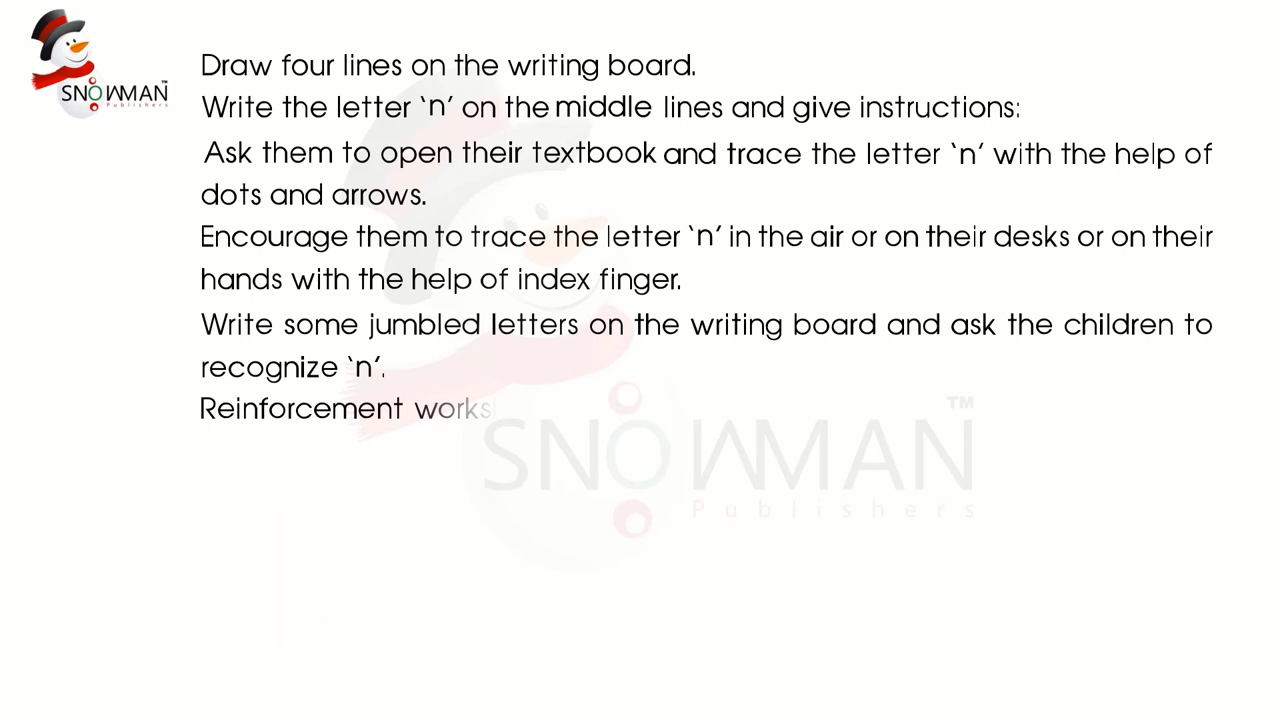 SNOWMAN TM
Publishers
Draw four lines on the writing board.
Write the letter ‘n’ on the middle lines and give instructions:
Ask them to open their textbook and trace the letter ‘n’ with the help of
dots and arrows.
Encourage them to trace the letter ‘n’ in the air or on their desks or on their
hands with the help of index finger.
Write some jumbled letters on the writing board and ask the children to
recognize ‘n’.
Reinforcement works
SNOWMAN TM
Publishers